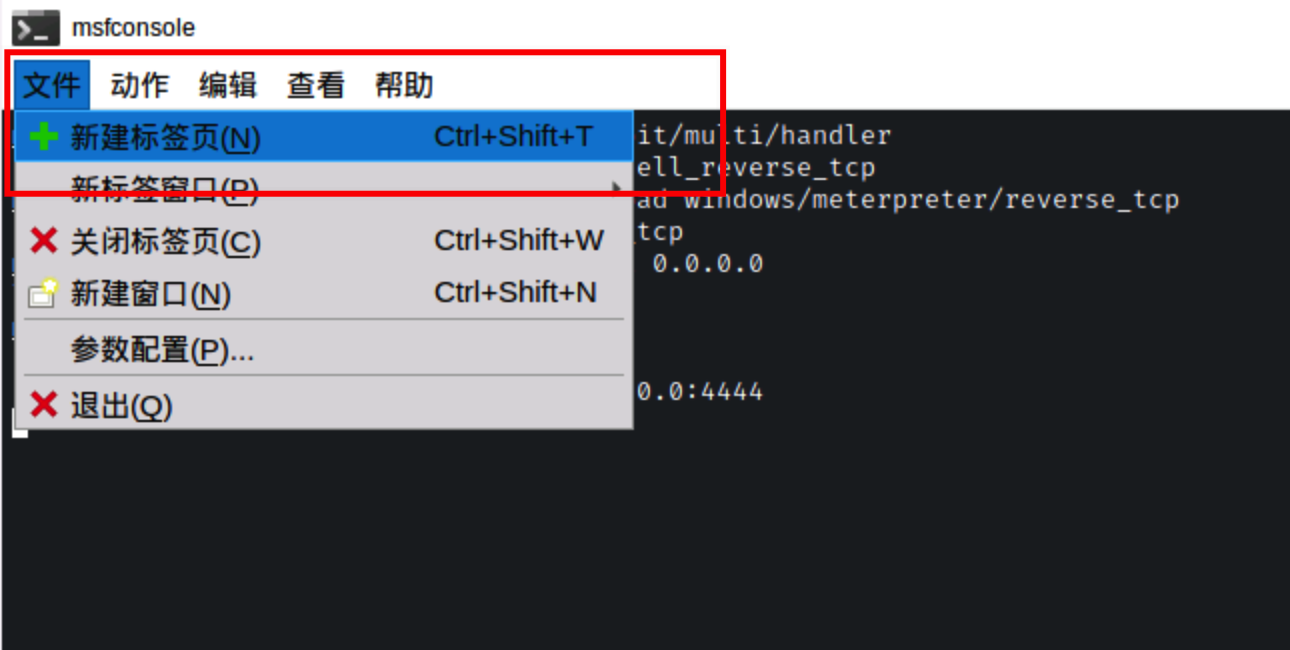 msfconsole
文件 动作 编辑 查看 帮助
新建标签页(N) Ctrl+Shift+T
it/multi/handler
新标签窗口(P)
ell_reverse_tcp
ad windows/meterpreter/reverse_tcp
关闭标签页(C) Ctrl+Shift+W
tcp
0.0.0.0
新建窗口(N) Ctrl+Shift+N
参数配置(P)...
0.0:4444
退出(Q)